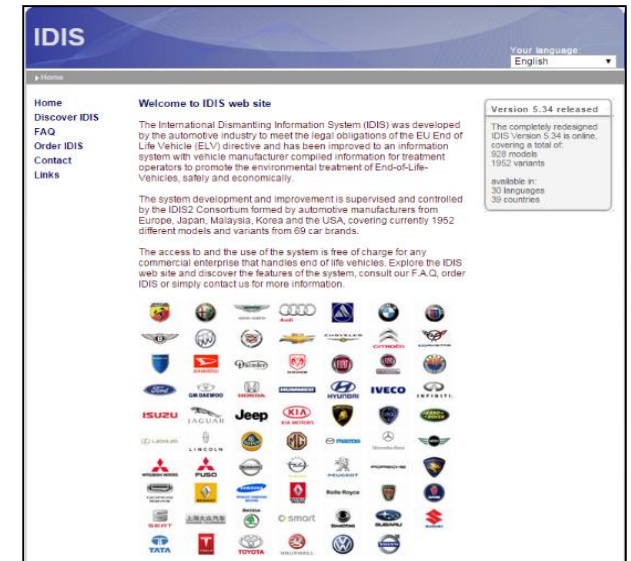 IDIS
Your language:
English
Home
Home
Discover IDIS
FAQ
Order IDIS
Contact
Links
Welcome to IDIS web site
The International Dismantling Information System (IDIS) was developed
by the automotive industry to meet the legal obligations of the EU End of
Life Vehicle (ELV) directive and has been improved to an information
system with vehicle manufacturer compiled information for treatment
operators to promote the environmental treatment of End-of-Life-
Vehicles, safely and economically.
The system development and improvement is supervised and controlled
by the IDIS2 Consortium formed by automotive manufacturers from
Europe, Japan, Malaysia, Korea and the USA, covering currently 1952
different models and variants from 69 car brands.
The access to and the use of the system is free of charge for any
commercial enterprise that handles end of life vehicles. Explore the IDIS
web site and discover the features of the system, consult our F.A.Q, order
IDIS or simply contact us for more information.
Version 5.34 released
The completely redesigned
IDIS Version 5.34 is online,
covering a total of:
928 models
1952 variants
available in:
30 languages
39 countries
Audi
CHRYSLER
CITROËN
DAIHATSU
Daimler
DODGE
Ford
GM DAEWOO
HONDA
HUMMER
HYUNDAI
IVECO
INFINITI
ISUZU
JAGUAR
Jeep
KIA
KIA MOTORS
LEXUS
LINCOLN
MG
mazda
Mercedes-Benz
FUSO
PEUGEOT
PORSCHE
RENAULT
Rolls-Royce
SEAT
smart
SUBARU
SUZUKI
TATA
TOYOTA
VAUXHALL